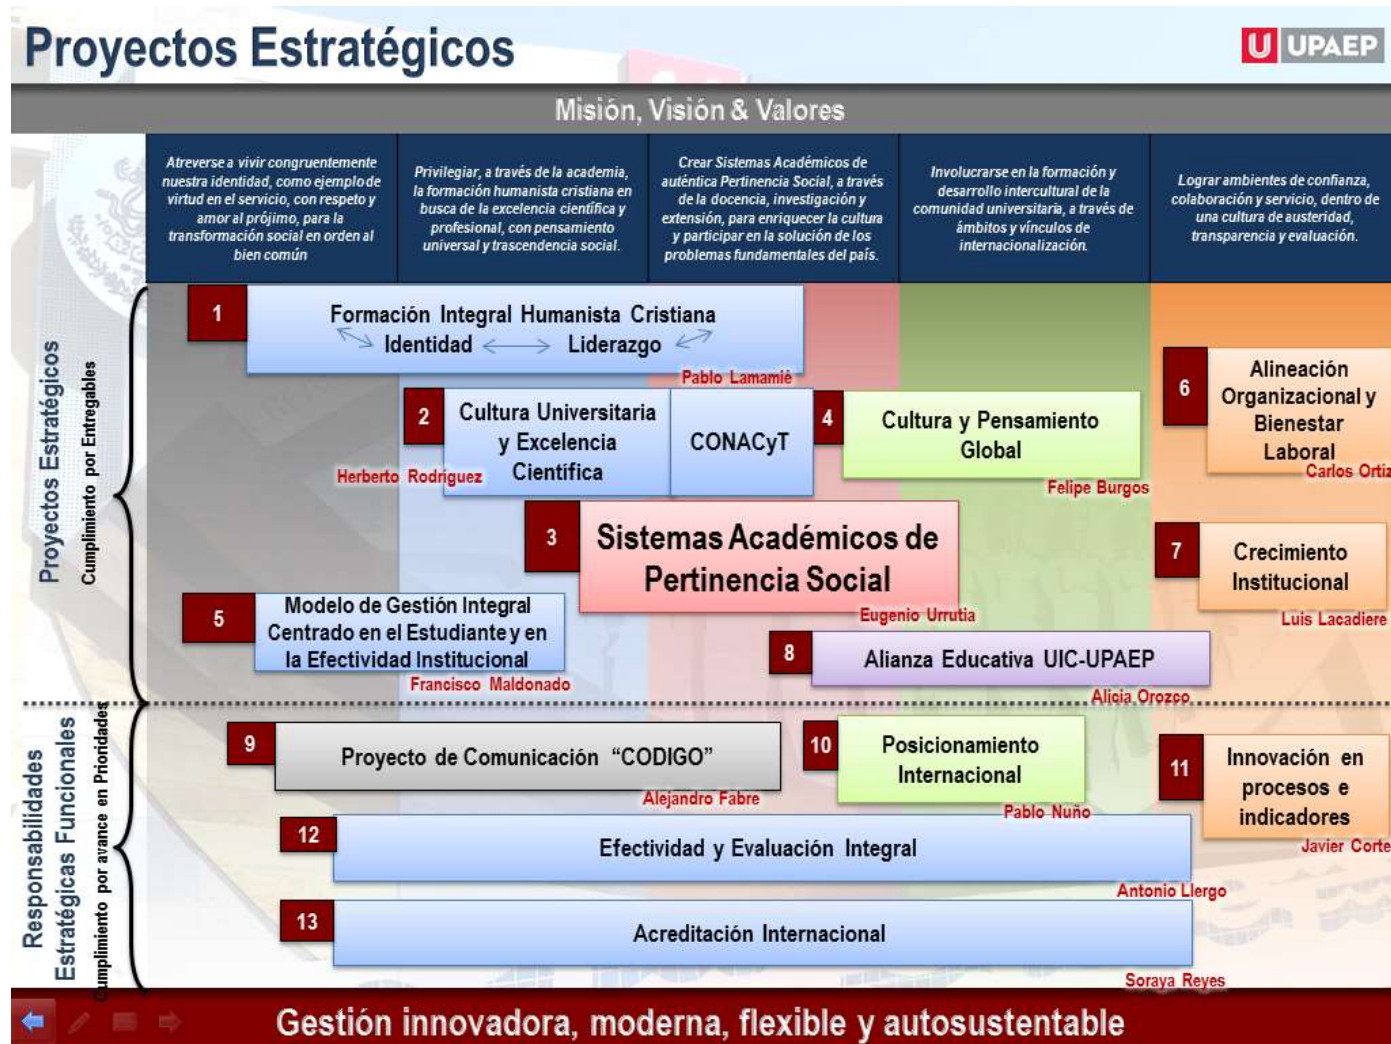 Proyectos Estratégicos
U UPAEP
Misión, Visión & Valores
Atreverse a vivir congruentemente
nuestra identidad, como ejemplo de
virtud en el servicio, con respeto y
amor al prójimo, para la
transformación social en orden al
bien común
Privilegiar, a través de la academia,
la formación humanista cristiana en
busca de la excelencia científica y
profesional, con pensamiento
universal y trascendencia social.
Crear Sistemas Académicos de
auténtica Pertinencia Social, a través
de la docencia, investigación y
extensión, para enriquecer la cultura
y participar en la solución de los
problemas fundamentales del país.
Involucrarse en la formación y
desarrollo intercultural de la
comunidad universitaria, a través de
ámbitos y vínculos de
internacionalización.
Lograr ambientes de confianza,
colaboración y servicio, dentro de
una cultura de austeridad,
transparencia y evaluación.
Proyectos Estratégicos
Cumplimiento por Entregables
1
Formación Integral Humanista Cristiana
Identidad Liderazgo
Pablo Lamamié
2
Cultura Universitaria
y Excelencia
Científica
CONACyT
Herberto Rodríguez
4
Cultura y Pensamiento
Global
Felipe Burgos
6
Alineación
Organizacional y
Bienestar
Laboral
Carlos Ortiz
3
Sistemas Académicos de
Pertinencia Social
Eugenio Urrutia
7
Crecimiento
Institucional
Luis Lacadiere
5
Modelo de Gestión Integral
Centrado en el Estudiante y en
la Efectividad Institucional
Francisco Maldonado
8
Alianza Educativa UIC-UPAEP
Alicia Orozco
Responsabilidades
Estratégicas Funcionales
Cumplimiento por avance en Prioridades
9
Proyecto de Comunicación “CODIGO”
Alejandro Fabre
10
Posicionamiento
Internacional
Pablo Nuño
11
Innovación en
procesos e
indicadores
Javier Corte
12
Efectividad y Evaluación Integral
Antonio Llergo
13
Acreditación Internacional
Soraya Reyes
Gestión innovadora, moderna, flexible y autosustentable